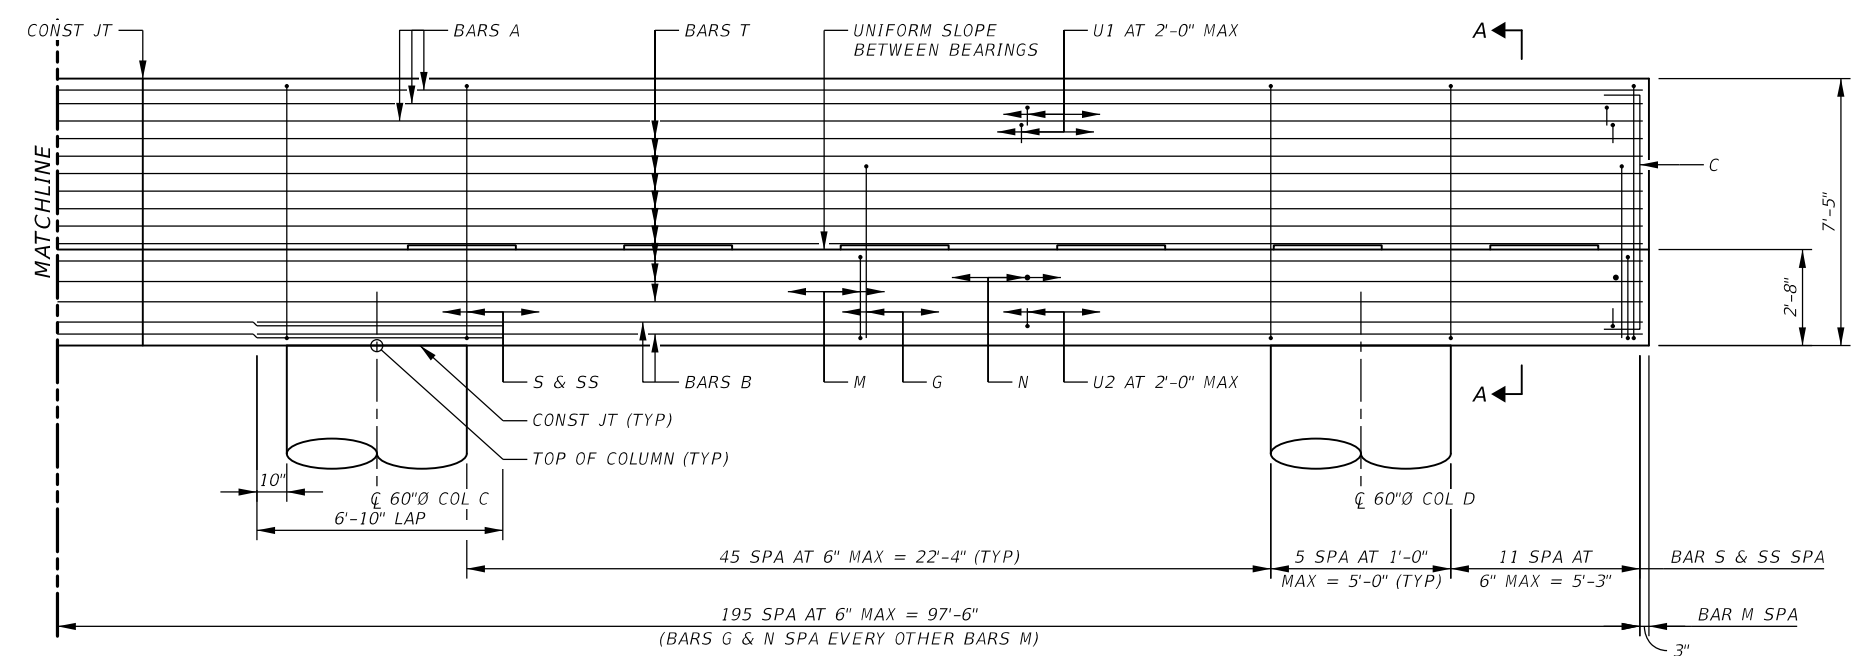 CONST JT
BARS A
BARS T
UNIFORM SLOPE
BETWEEN BEARINGS
U1 AT 2'-0" MAX
A
MATCHLINE
C
7'-5"
2'-8"
S & SS
BARS B
M
G
N
U2 AT 2'-0" MAX
A
CONST JT (TYP)
TOP OF COLUMN (TYP)
10"
℄ 60"Ø COL C
℄ 60"Ø COL D
6'-10" LAP
45 SPA AT 6" MAX = 22'-4" (TYP)
5 SPA AT 1'-0"
MAX = 5'-0" (TYP)
11 SPA AT
6" MAX = 5'-3"
BAR S & SS SPA
195 SPA AT 6" MAX = 97'-6"
(BARS G & N SPA EVERY OTHER BARS M)
BAR M SPA
3"